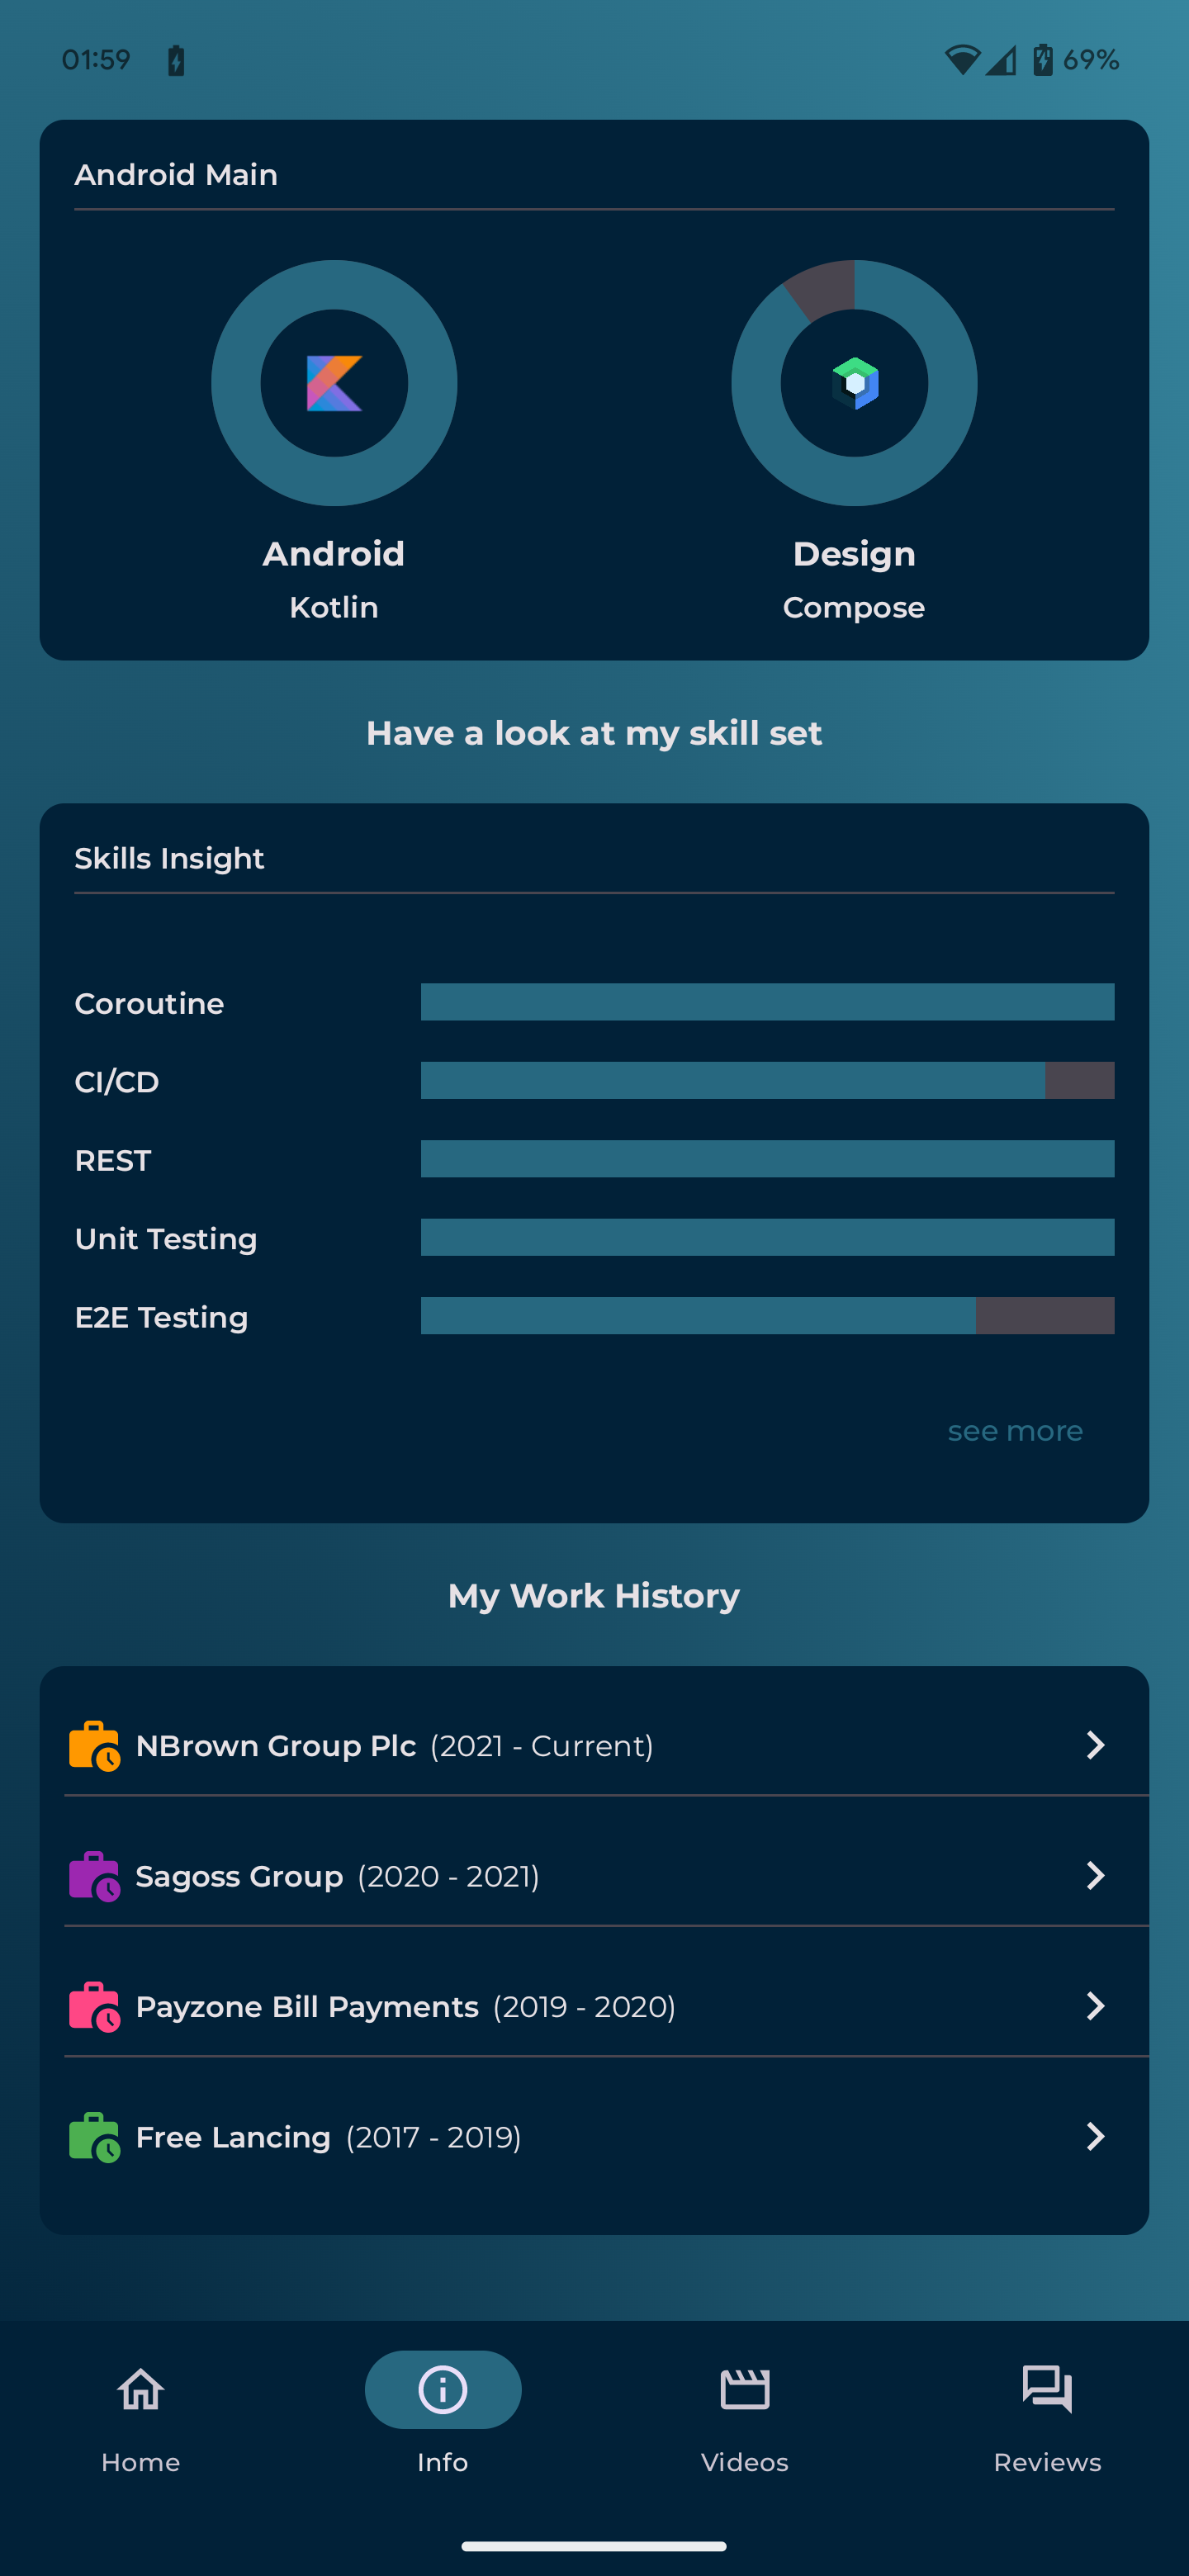 01:59 69%
Android Main
Android Design
Kotlin Compose
Have a look at my skill set
Skills Insight
Coroutine
CI/CD
REST
Unit Testing
E2E Testing
see more
My Work History
NBrown Group Plc (2021 - Current)
Sagoss Group (2020 - 2021)
Payzone Bill Payments (2019 - 2020)
Free Lancing (2017 - 2019)
Home Info Videos Reviews